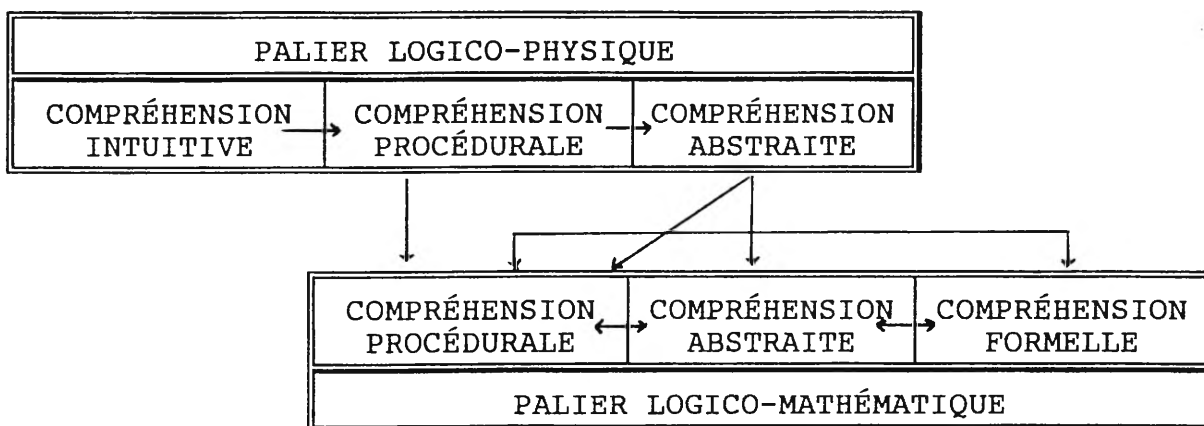 PALIER LOGICO-PHYSIQUE
COMPRÉHENSION
INTUITIVE
COMPRÉHENSION
PROCÉDURALE
COMPRÉHENSION
ABSTRAITE
COMPRÉHENSION
PROCÉDURALE
COMPRÉHENSION
ABSTRAITE
COMPRÉHENSION
FORMELLE
PALIER LOGICO-MATHÉMATIQUE